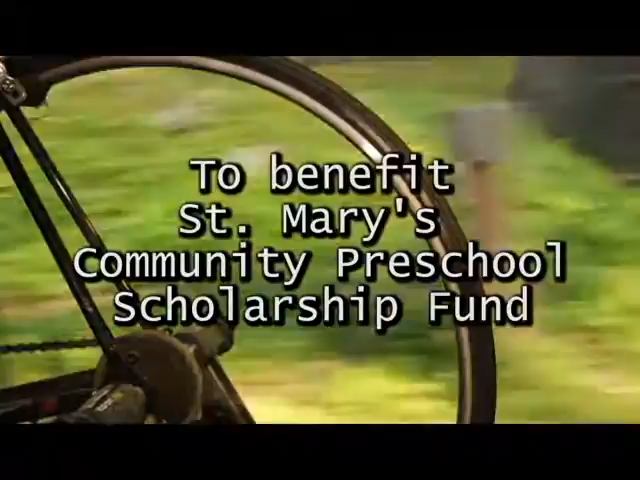 To benefit
St. Mary's
Community Preschool
Scholarship Fund